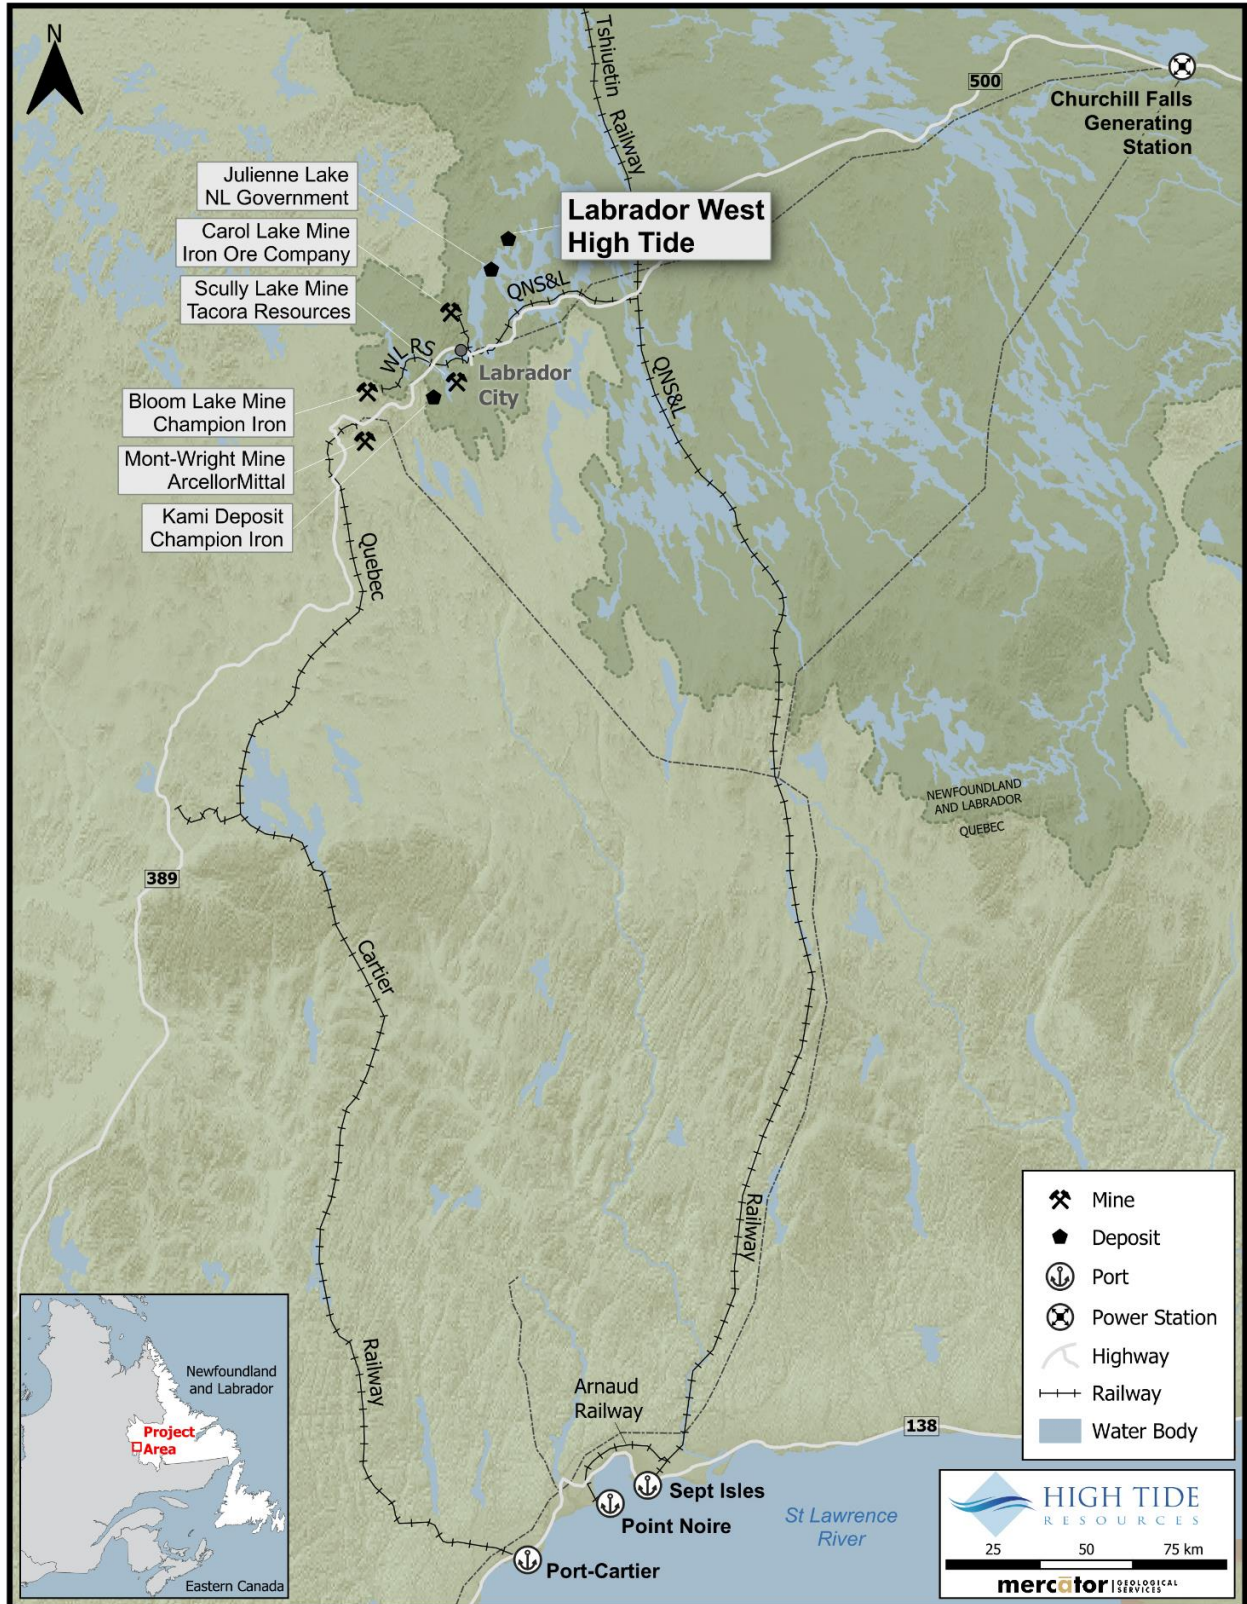 N
Tshiuetin Railway
500
Churchill Falls
Generating
Station
Julienne Lake
NL Government
Labrador West
High Tide
Carol Lake Mine
Iron Ore Company
Scully Lake Mine
Tacora Resources
QNS&L
WLRS
Labrador
City
QNS&L
Bloom Lake Mine
Champion Iron
Mont-Wright Mine
ArcellorMittal
Kami Deposit
Champion Iron
Quebec
NEWFOUNDLAND
AND LABRADOR
QUEBEC
389
Cartier
Railway
Railway
Arnaud
Railway
138
Sept Isles
Point Noire
Port-Cartier
St Lawrence
River
Mine
Deposit
Port
Power Station
Highway
Railway
Water Body
Newfoundland
and Labrador
Project
Area
Eastern Canada
HIGH TIDE
RESOURCES
25 50 75 km
mercator GEOLOGICAL
SERVICES